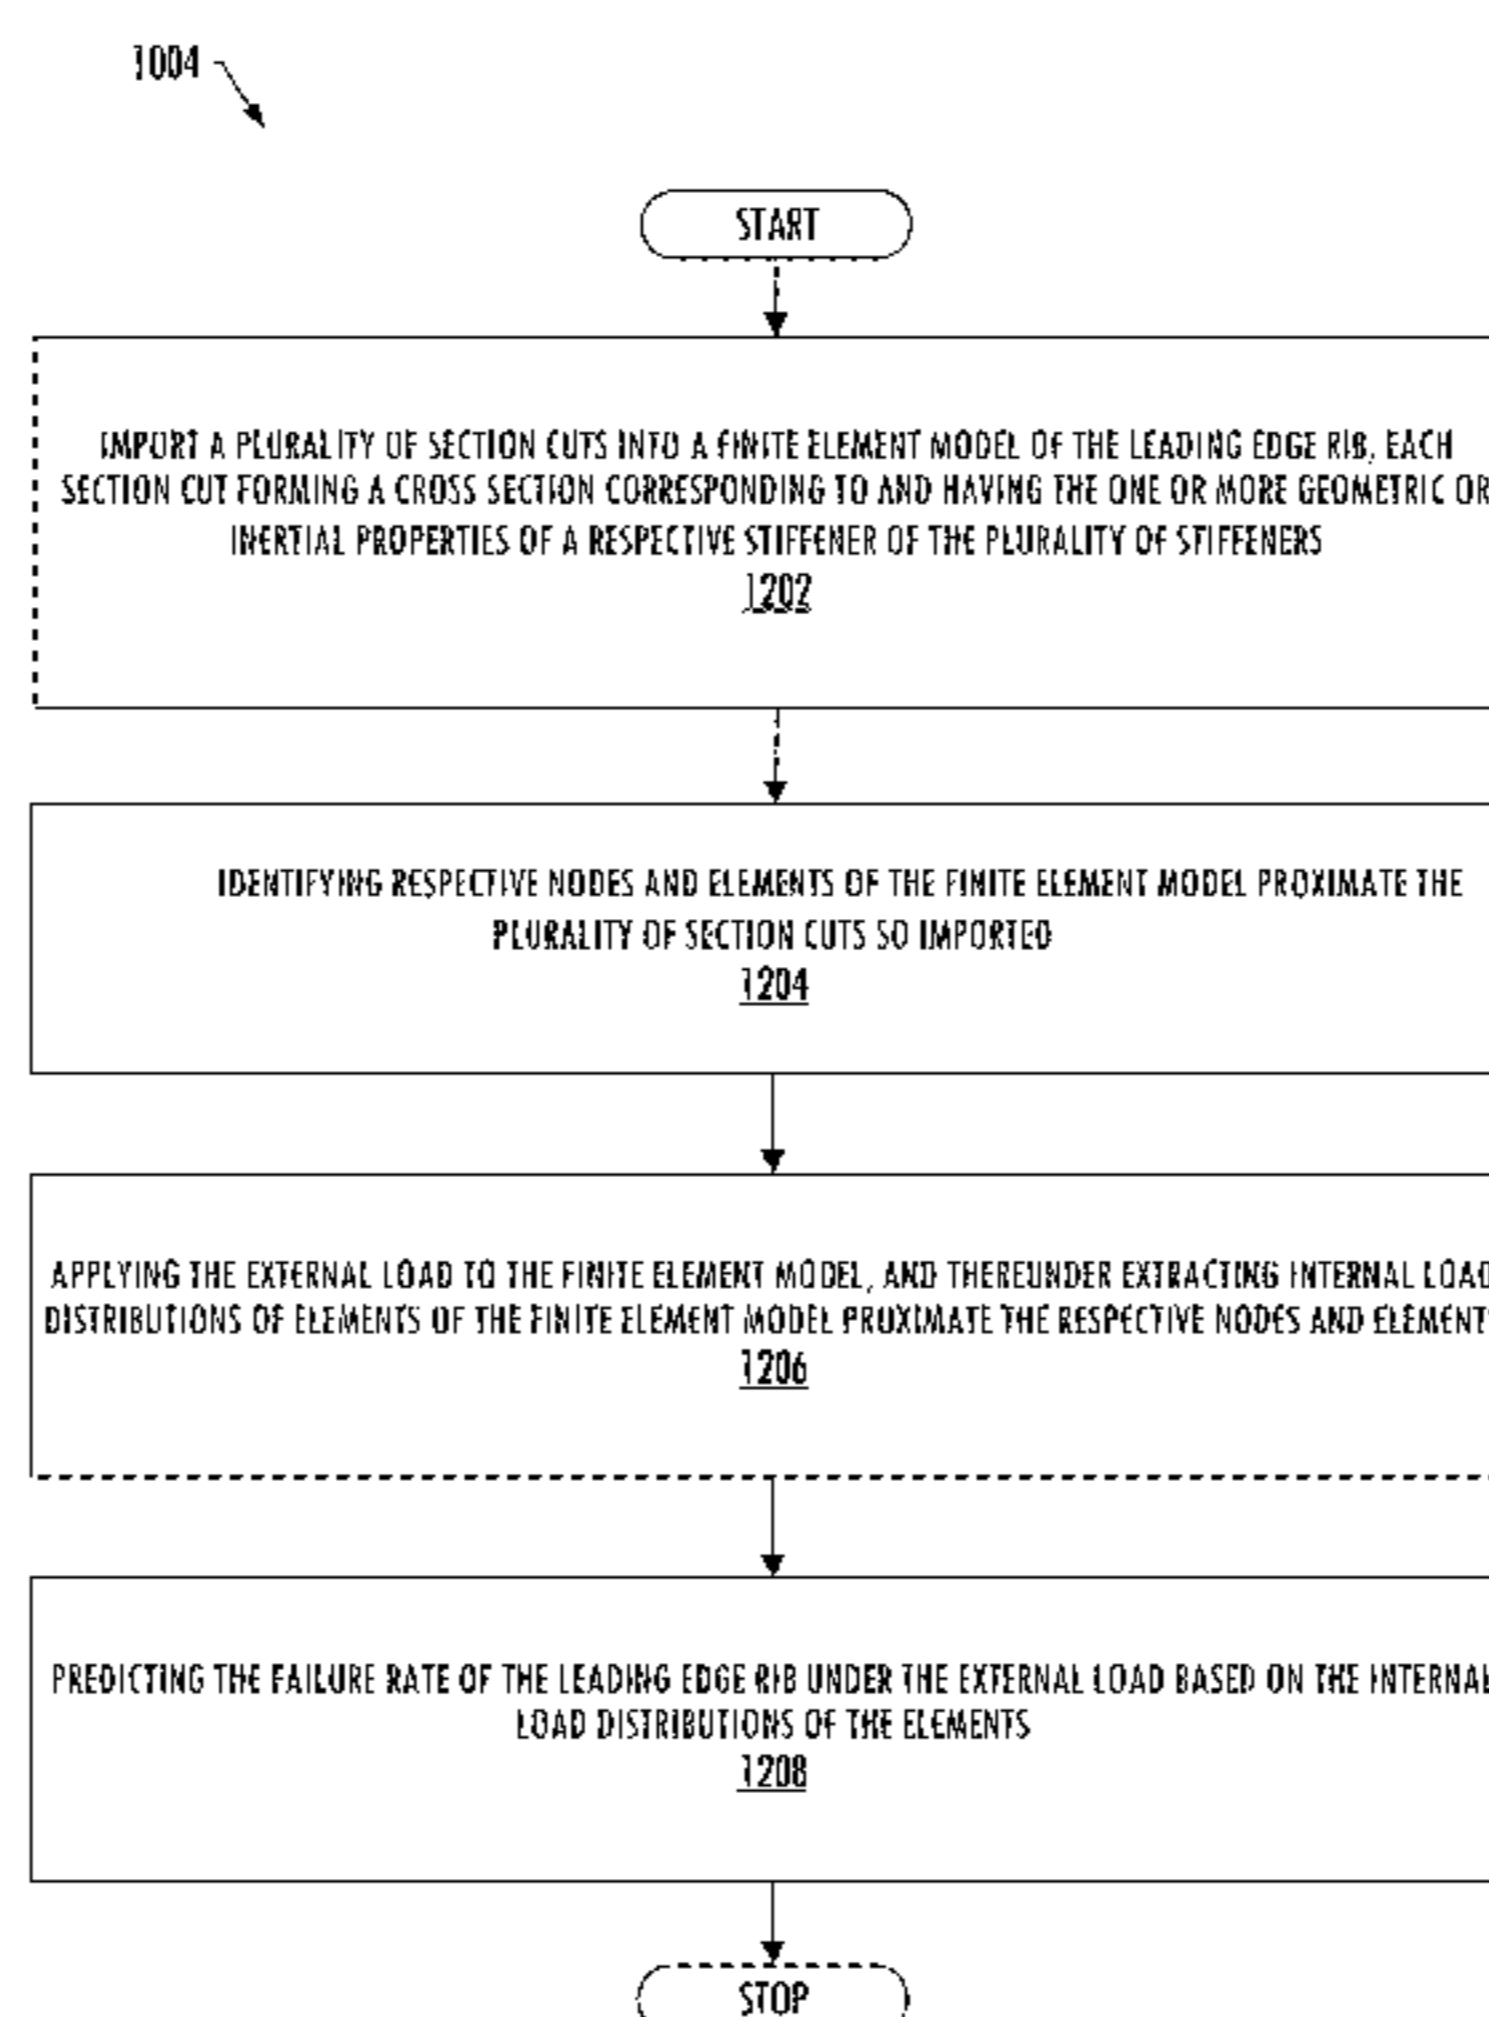 1004
START
IMPORT A PLURALITY OF SECTION CUTS INTO A FINITE ELEMENT MODEL OF THE LEADING EDGE RIB, EACH
SECTION CUT FORMING A CROSS SECTION CORRESPONDING TO AND HAVING THE ONE OR MORE GEOMETRIC OR
INERTIAL PROPERTIES OF A RESPECTIVE STIFFENER OF THE PLURALITY OF STIFFENERS
1202
IDENTIFYING RESPECTIVE NODES AND ELEMENTS OF THE FINITE ELEMENT MODEL PROXIMATE THE
PLURALITY OF SECTION CUTS SO IMPORTED
1204
APPLYING THE EXTERNAL LOAD TO THE FINITE ELEMENT MODEL, AND THEREUNDER EXTRACTING INTERNAL LOAD
DISTRIBUTIONS OF ELEMENTS OF THE FINITE ELEMENT MODEL PROXIMATE THE RESPECTIVE NODES AND ELEMENTS
1206
PREDICTING THE FAILURE RATE OF THE LEADING EDGE RIB UNDER THE EXTERNAL LOAD BASED ON THE INTERNAL
LOAD DISTRIBUTIONS OF THE ELEMENTS
1208
STOP